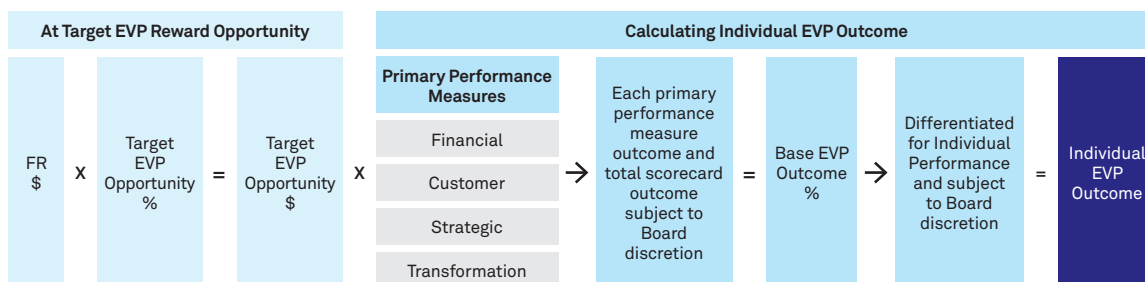 At Target EVP Reward Opportunity
Calculating Individual EVP Outcome
FR
$
X
Target
EVP
Opportunity
%
=
Target
EVP
Opportunity
$
X
Primary Performance
Measures
Financial
Customer
Strategic
Transformation
→
Each primary
performance
measure
outcome and
total scorecard
outcome
subject to
Board
discretion
=
Base EVP
Outcome
%
→
Differentiated
for Individual
Performance
and subject
to Board
discretion
=
Individual
EVP
Outcome